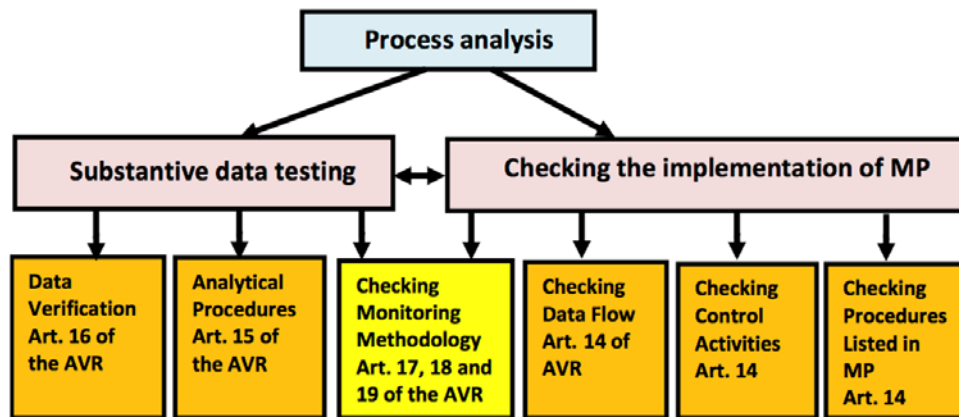 Process analysis
Substantive data testing
Checking the implementation of MP
Data
Verification
Art. 16 of
the AVR
Analytical
Procedures
Art. 15 of
the AVR
Checking
Monitoring
Methodology
Art. 17, 18 and
19 of the AVR
Checking
Data Flow
Art. 14 of
AVR
Checking
Control
Activities
Art. 14
Checking
Procedures
Listed in
MP
Art. 14